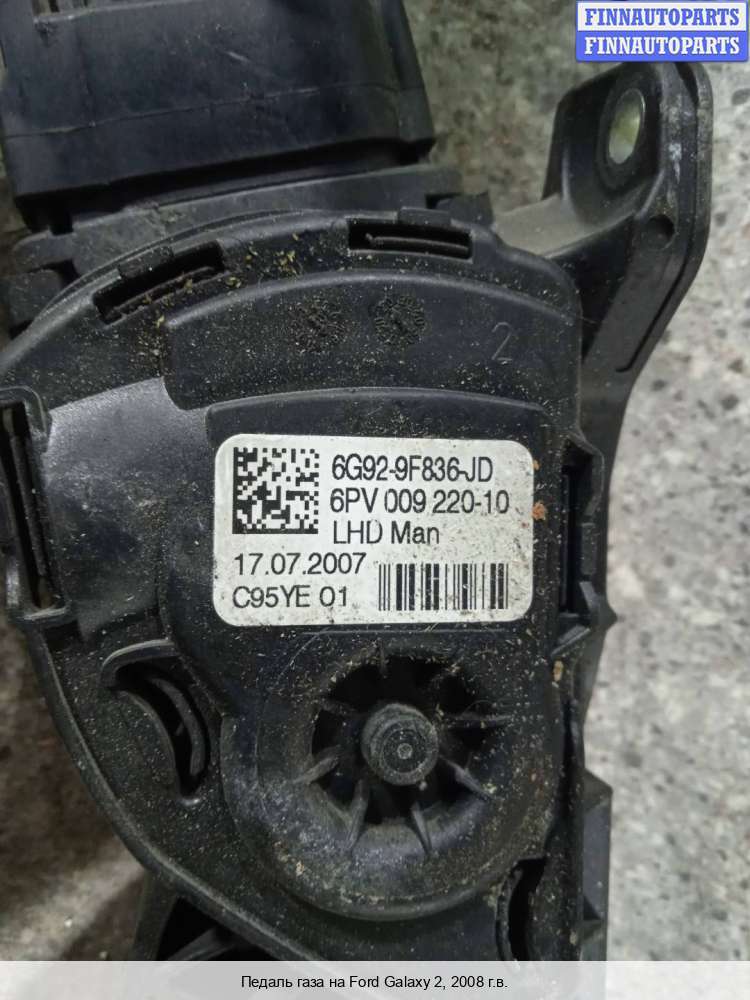 FINNAUTOPARTS
FINNAUTOPARTS
2
6G92-9F836-JD
6PV 009 220-10
LHD Man
17.07.2007
C95YE 01
Педаль газа на Ford Galaxy 2, 2008 г.в.